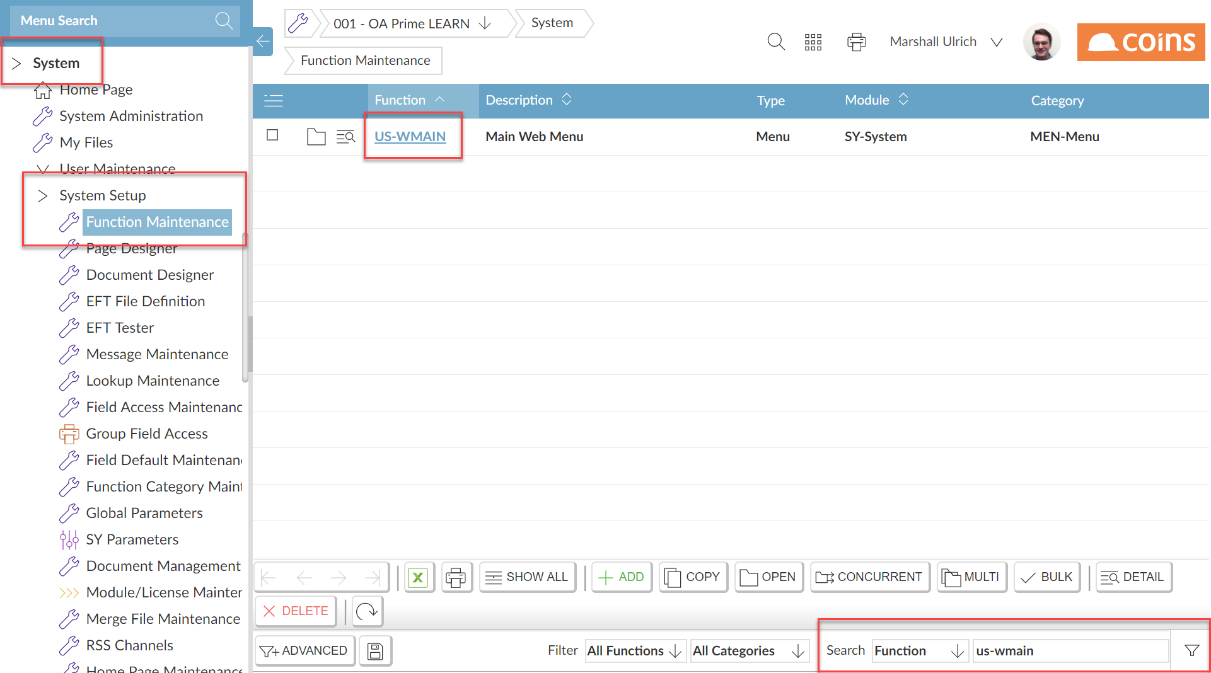 Menu Search
System
Home Page
System Administration
My Files
User Maintenance
System Setup
Function Maintenance
Page Designer
Document Designer
EFT File Definition
EFT Tester
Message Maintenance
Lookup Maintenance
Field Access Maintenanc
Group Field Access
Field Default Maintenan
Function Category Maint
Global Parameters
SY Parameters
Document Management
Module/License Mainten
Merge File Maintenance
RSS Channels
Home Page Maintenance
001 - OA Prime LEARN
System
Function Maintenance
Marshall Ulrich
coins
Function Description Type Module Category
US-WMAIN Main Web Menu Menu SY-System MEN-Menu
SHOW ALL ADD COPY OPEN CONCURRENT MULTI BULK DETAIL
DELETE
ADVANCED Filter All Functions All Categories Search Function us-wmain